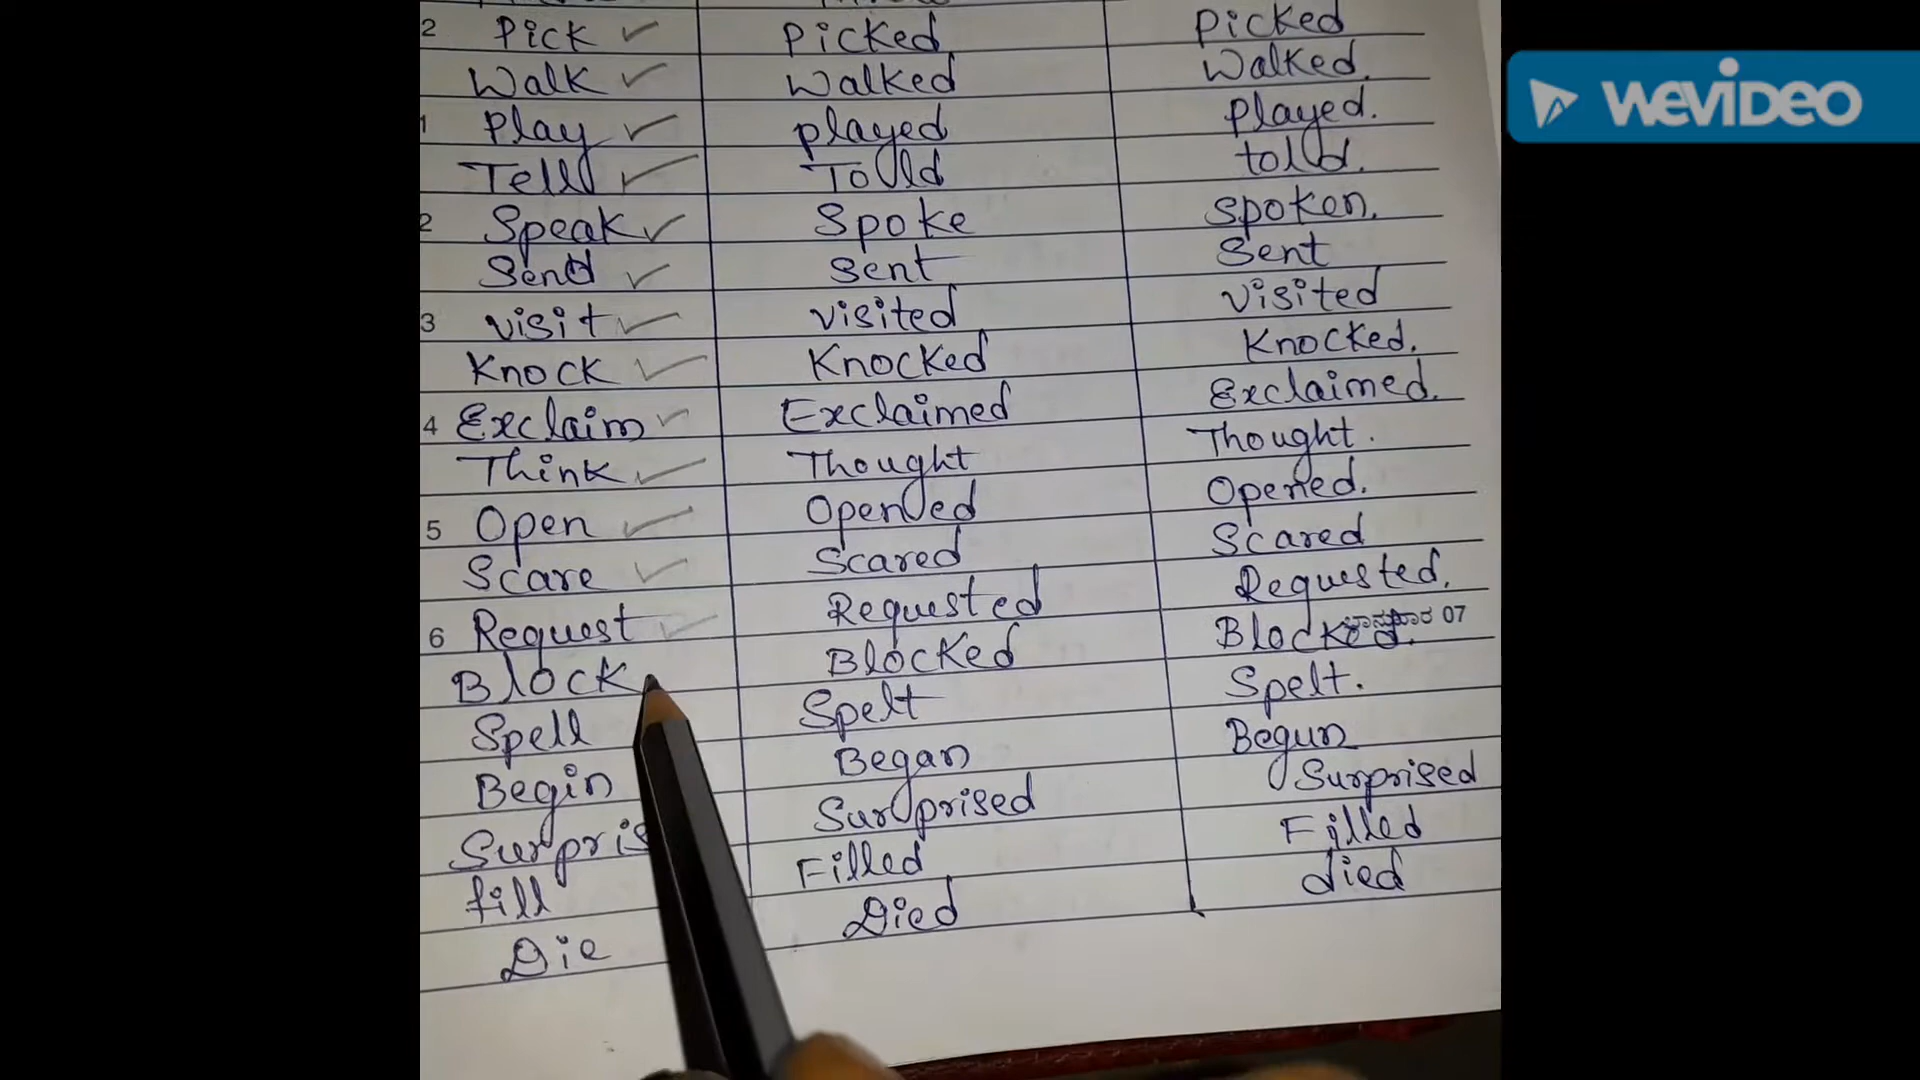 2 Pick Picked Picked
Walk Walked Walked.
1 Play played Played.
Tell Told told.
2 Speak Spoke Spoken.
Send Sent Sent
3 visit visited Visited
Knock Knocked Knocked.
4 Exclaim Exclaimed Exclaimed.
Think Thought Thought.
5 Open Opened Opened.
Scare Scared Scared
6 Request Requested Requested.
Block Blocked Blocked. 07
Spell Spelt Spelt.
Begin Began Begun
Surpris Surprised Surprised
fill Filled Filled
Die Died died
WEVIDEO